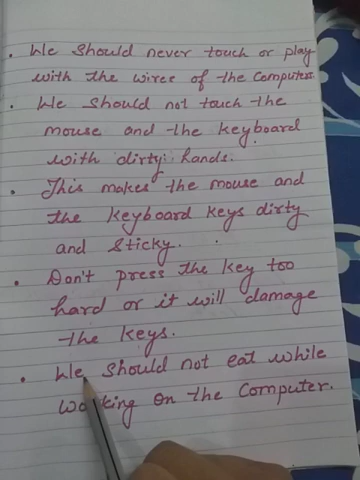 • We should never touch or play
with the wires of the computer.
• We should not touch the
mouse and the keyboard
with dirty hands.
• This makes the mouse and
the keyboard keys dirty
and sticky.
• Don't press the key too
hard or it will damage
the keys.
• We should not eat while
working on the computer.